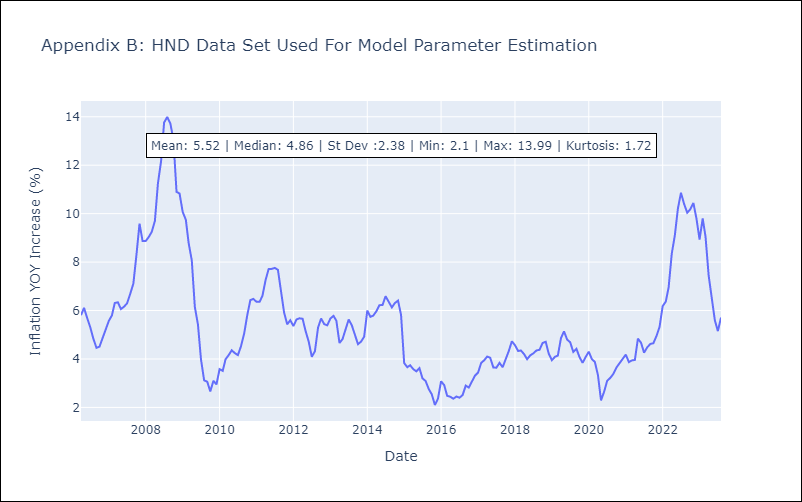 Appendix B: HND Data Set Used For Model Parameter Estimation
14
Mean: 5.52 | Median: 4.86 | St Dev :2.38 | Min: 2.1 | Max: 13.99 | Kurtosis: 1.72
12
10
8
6
4
2
Inflation YOY Increase (%)
2008 2010 2012 2014 2016 2018 2020 2022
Date